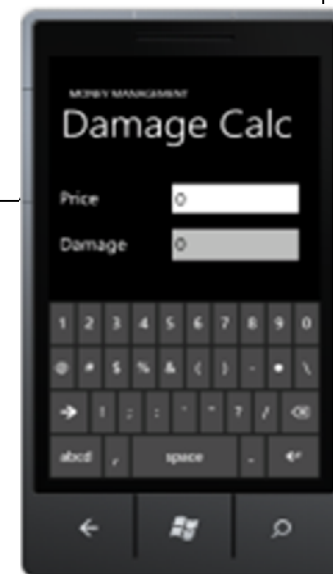 MONEY MANAGEMENT
Damage Calc
Price 0
Damage 0
1 2 3 4 5 6 7 8 9 0
@ # $ % & ( ) - \
! ; : ' " ? /
abcd , space .